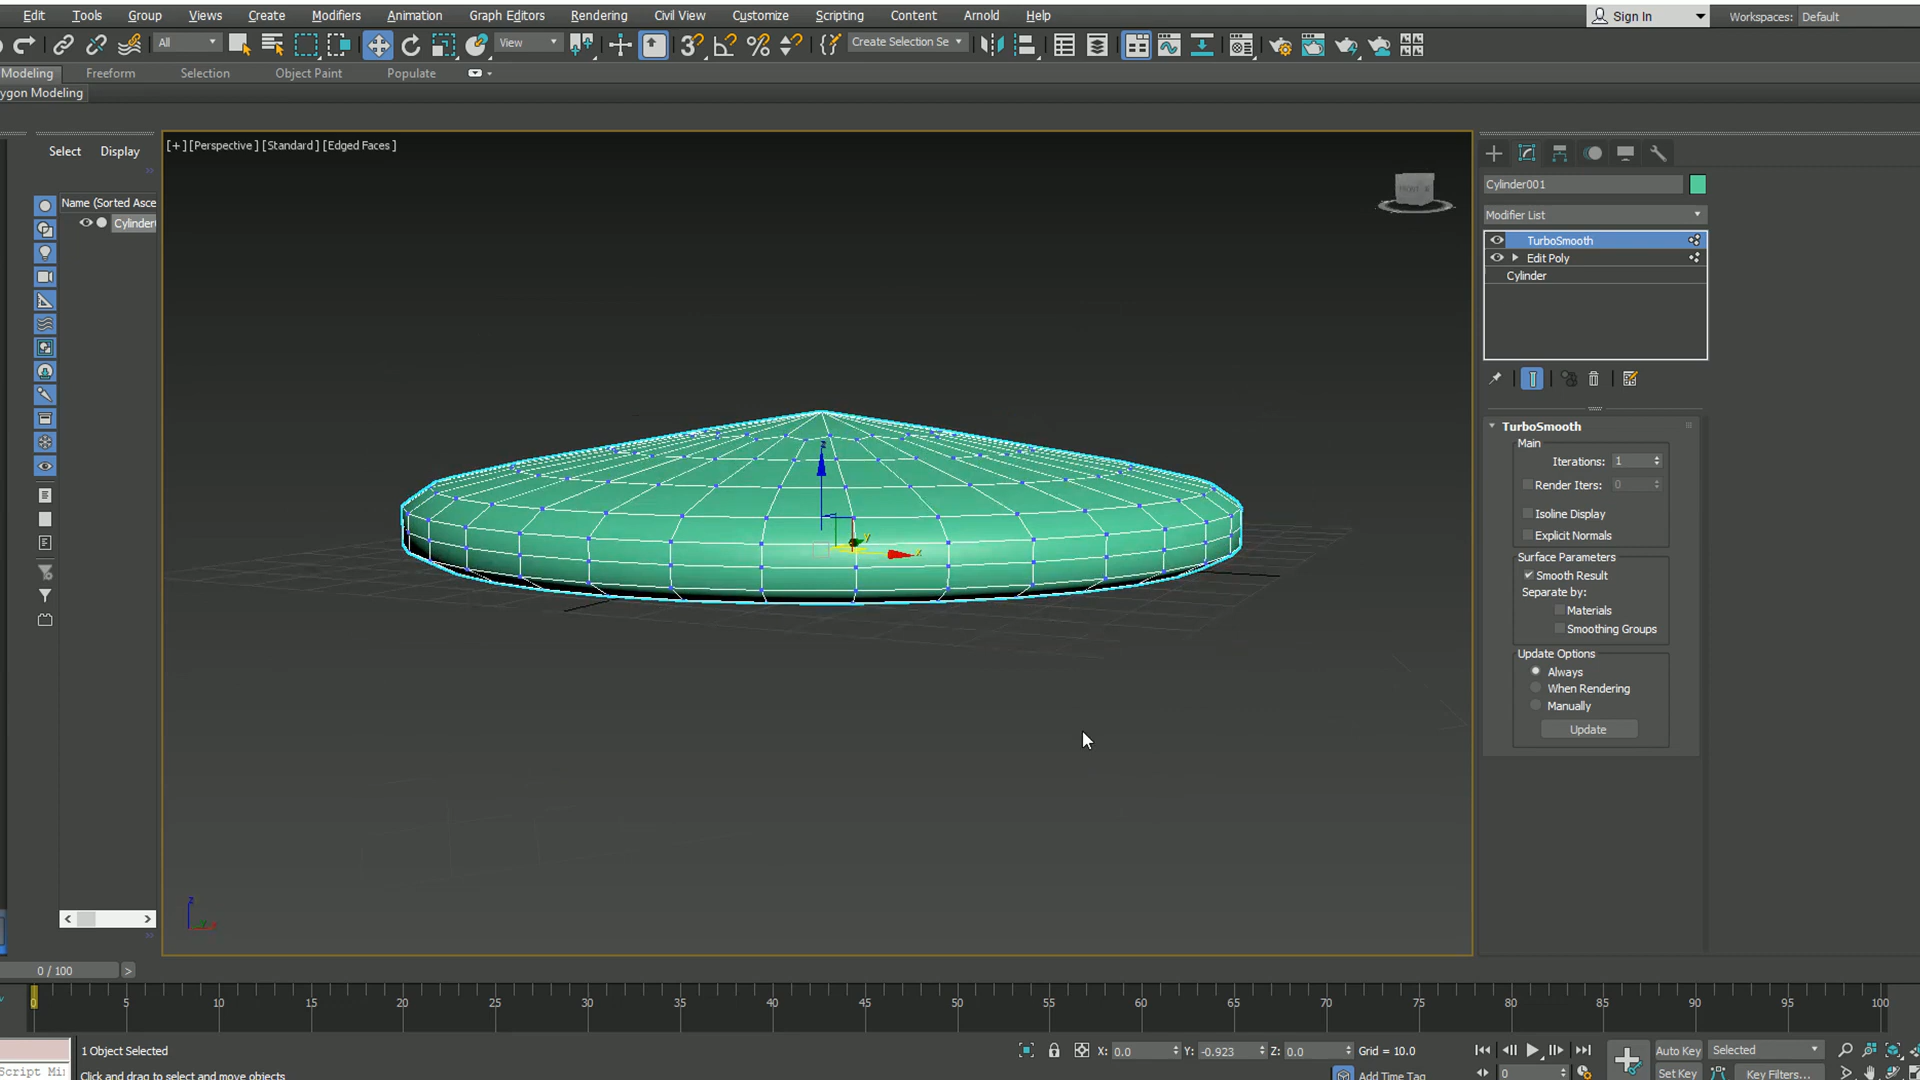 Edit Tools Group Views Create Modifiers Animation Graph Editors Rendering Civil View Customize Scripting Content Arnold Help Sign In Workspaces: Default
All View Create Selection Se
Modeling Freeform Selection Object Paint Populate
ygon Modeling
Select Display
[+] [Perspective] [Standard] [Edged Faces]
Name (Sorted Asce
Cylinder
FRONT
Cylinder001
Modifier List
TurboSmooth
Edit Poly
Cylinder
TurboSmooth
Main
Iterations: 1
Render Iters: 0
Isoline Display
Explicit Normals
Surface Parameters
Smooth Result
Separate by:
Materials
Smoothing Groups
Update Options
Always
When Rendering
Manually
Update
z
y
x
z
0 / 100 >
0 5 10 15 20 25 30 35 40 45 50 55 60 65 70 75 80 85 90 95 100
1 Object Selected X: 0.0 Y: -0.923 Z: 0.0 Grid = 10.0 Auto Key Selected
Script Mi Click and drag to select and move objects Add Time Tag 0 Set Key Key Filters...